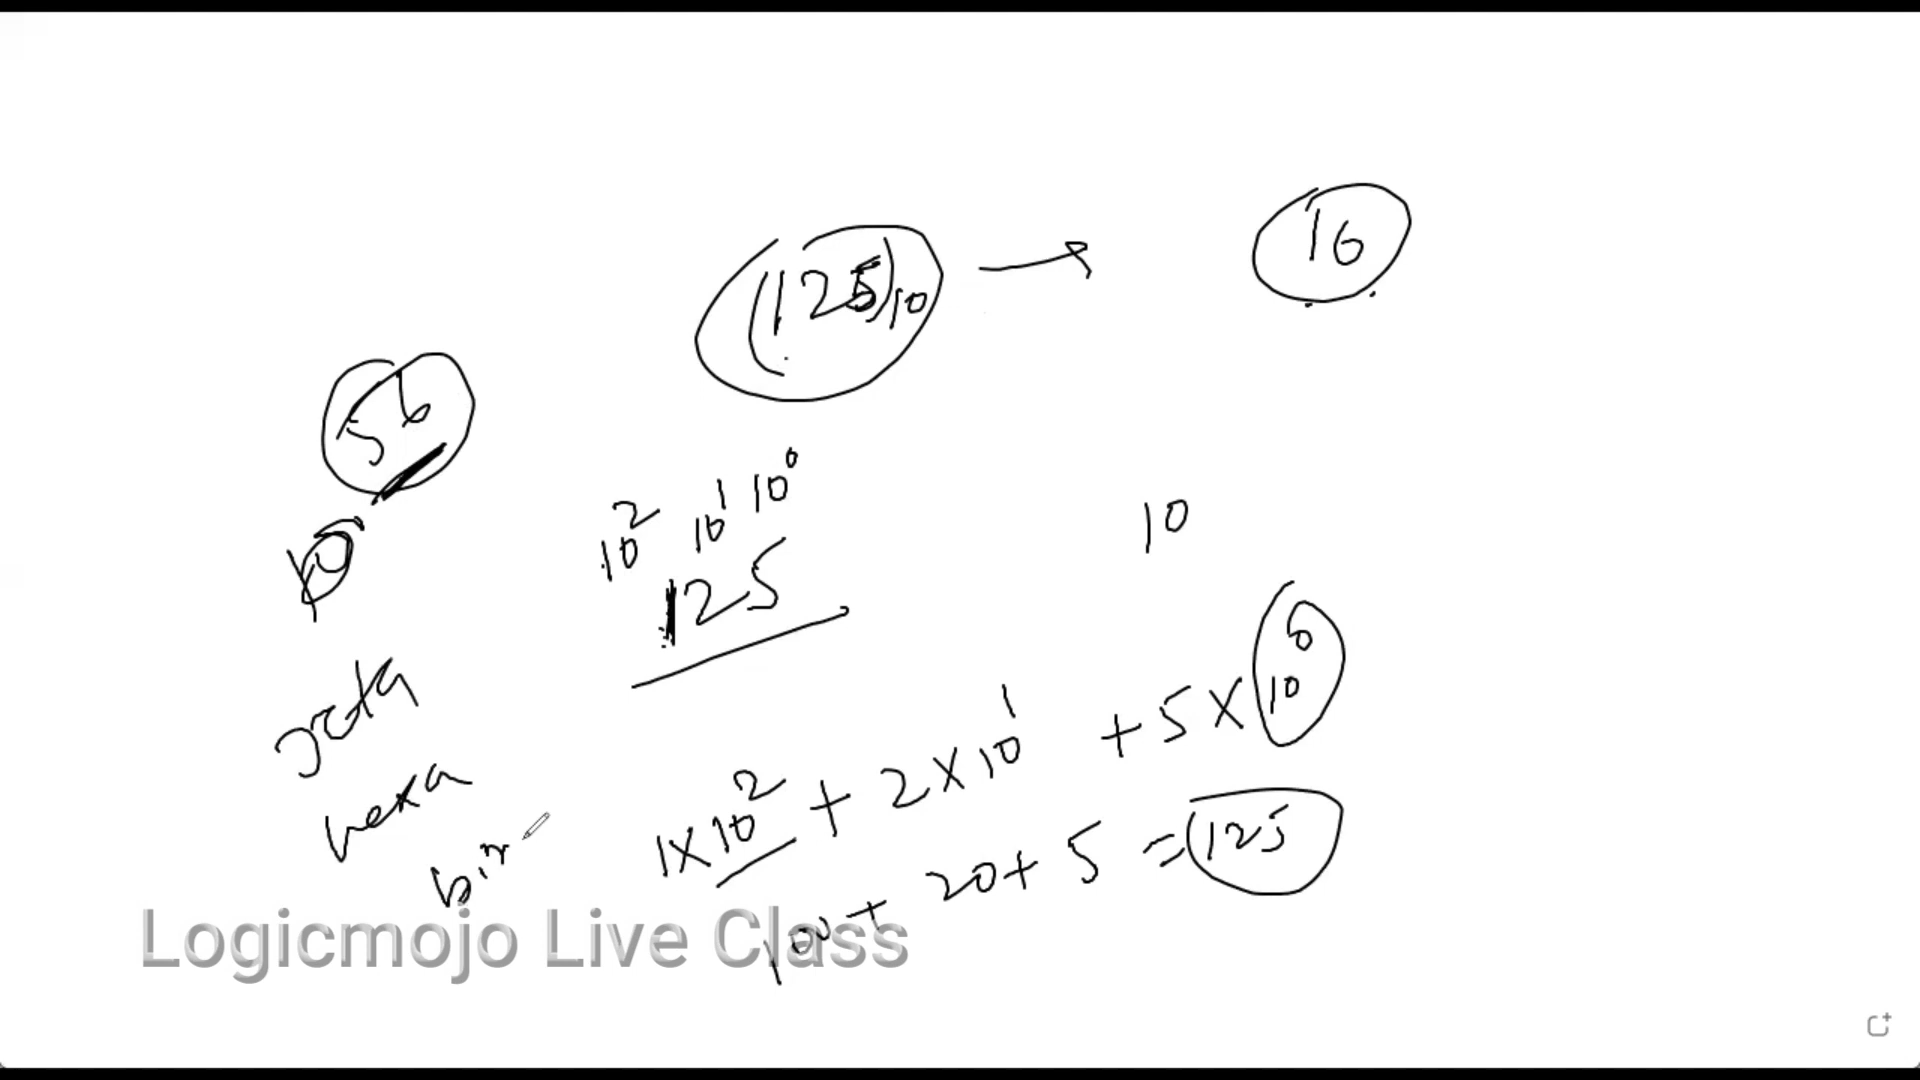 (125)10 → 16
56
10² 10¹ 10⁰
10
10
125
octa
1×10² + 2×10¹ + 5×10⁰
hexa
bin
100 + 20 + 5 = 125
Logicmojo Live Class